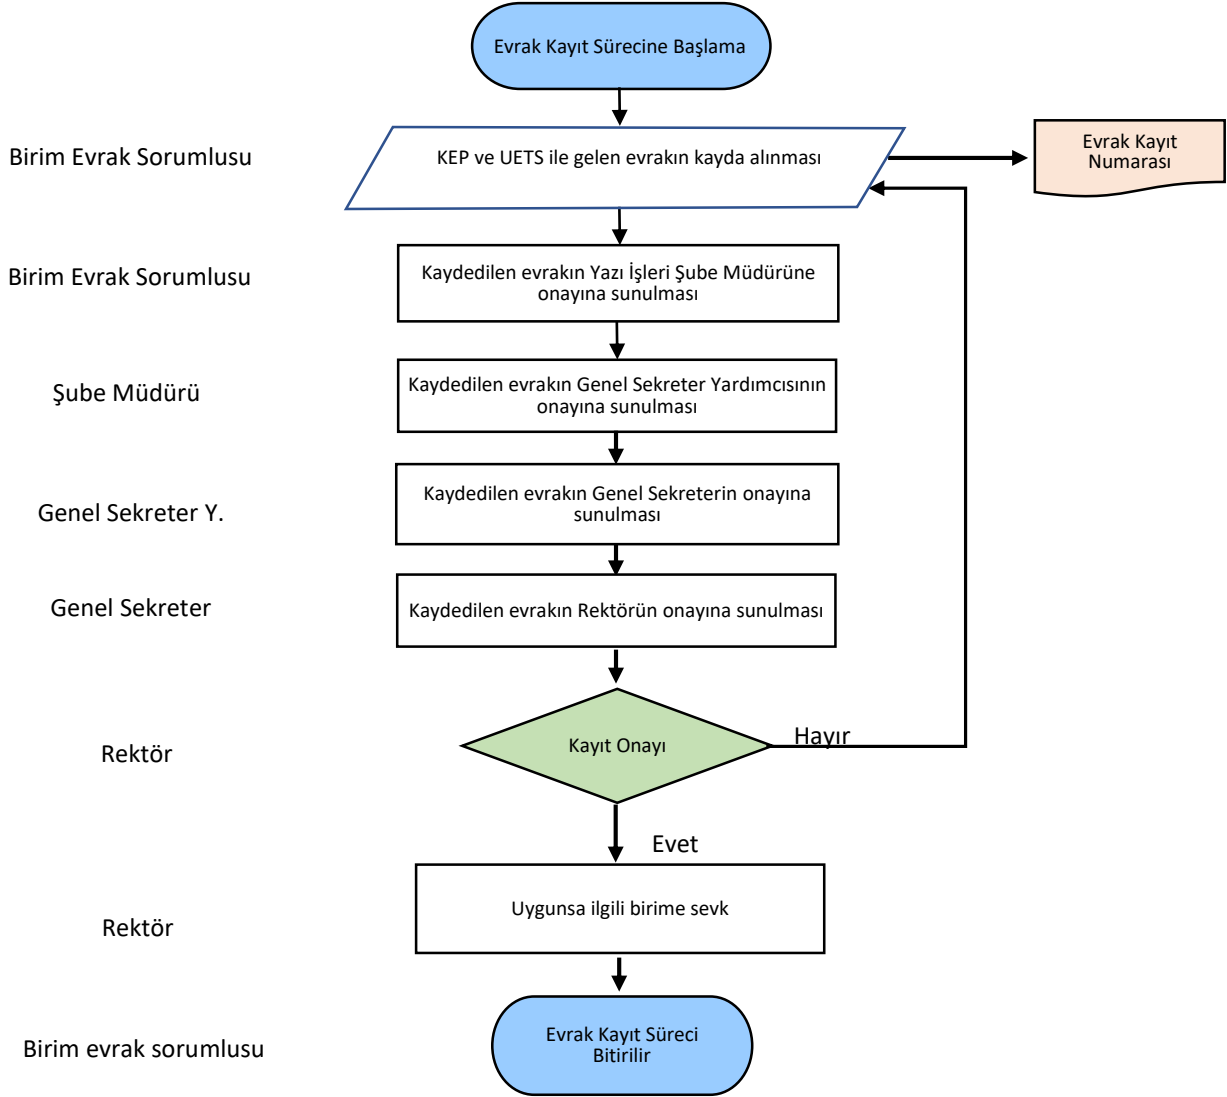 Evrak Kayıt Sürecine Başlama
Birim Evrak Sorumlusu
KEP ve UETS ile gelen evrakın kayda alınması
Evrak Kayıt
Numarası
Birim Evrak Sorumlusu
Kaydedilen evrakın Yazı İşleri Şube Müdürüne
onayına sunulması
Şube Müdürü
Kaydedilen evrakın Genel Sekreter Yardımcısının
onayına sunulması
Genel Sekreter Y.
Kaydedilen evrakın Genel Sekreterin onayına
sunulması
Genel Sekreter
Kaydedilen evrakın Rektörün onayına sunulması
Rektör
Kayıt Onayı
Hayır
Evet
Rektör
Uygunsa ilgili birime sevk
Birim evrak sorumlusu
Evrak Kayıt Süreci
Bitirilir